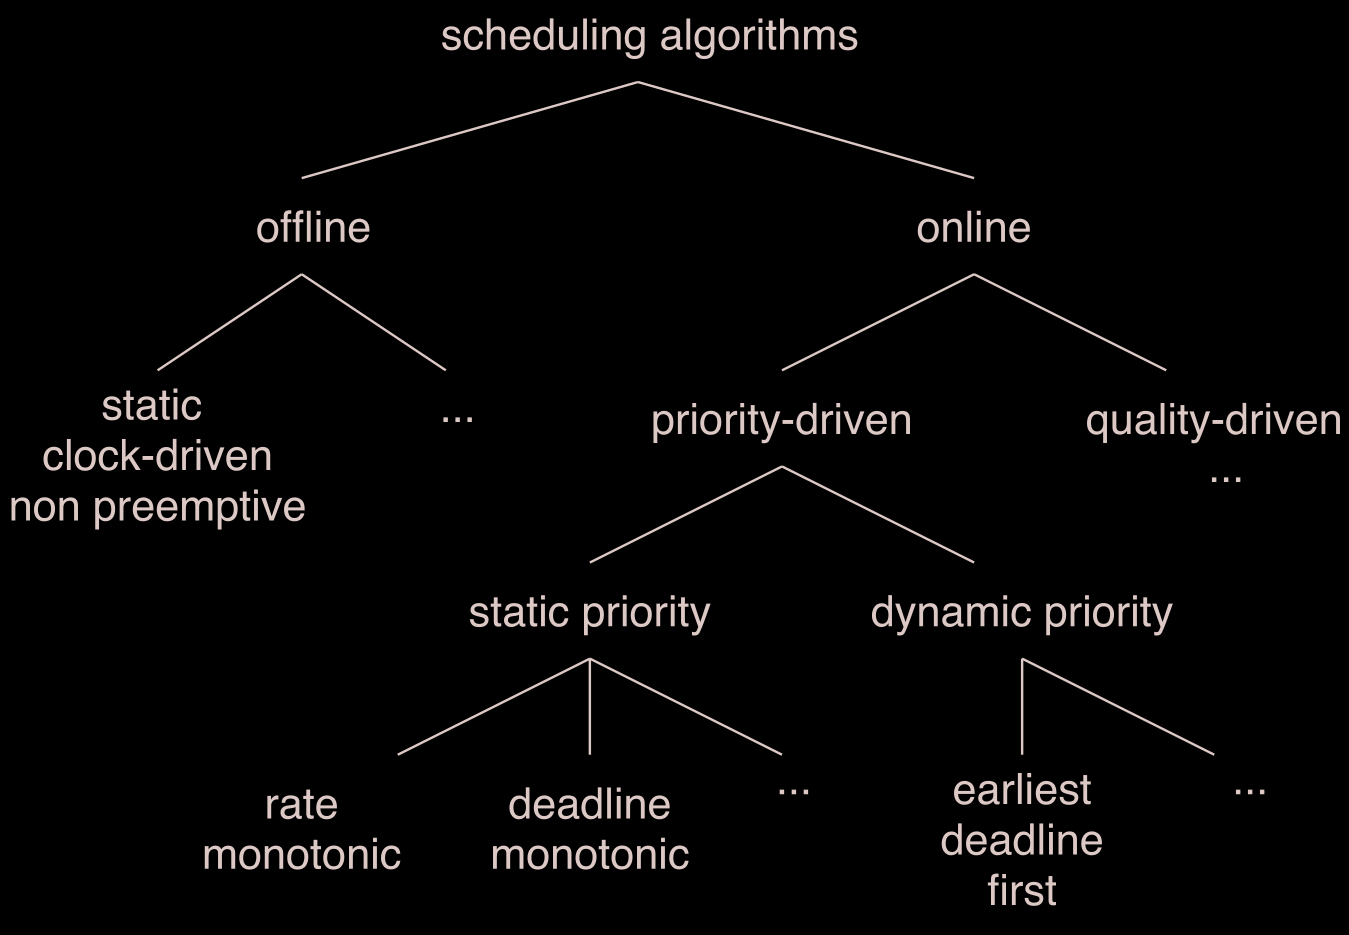 scheduling algorithms
offline
online
static
clock-driven
non preemptive
...
priority-driven
quality-driven
...
static priority
dynamic priority
rate
monotonic
deadline
monotonic
...
earliest
deadline
first
...